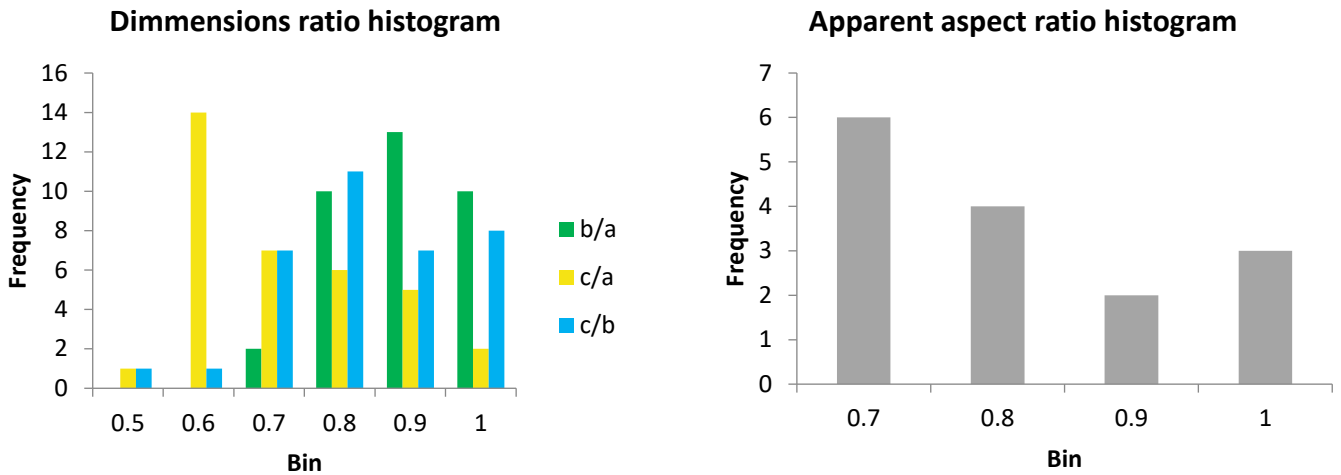 Dimmensions ratio histogram
16
14
12
10
8
6
4
2
0
Frequency
0.5 0.6 0.7 0.8 0.9 1
Bin
b/a
c/a
c/b
Apparent aspect ratio histogram
7
6
5
4
3
2
1
0
Frequency
0.7 0.8 0.9 1
Bin